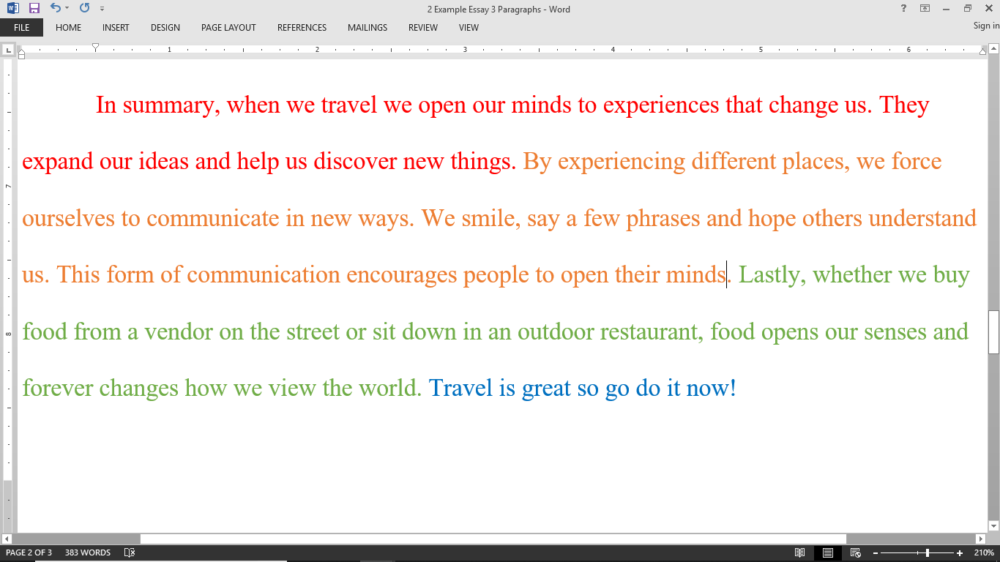 2 Example Essay 3 Paragraphs - Word
?
FILE HOME INSERT DESIGN PAGE LAYOUT REFERENCES MAILINGS REVIEW VIEW Sign in
1 2 3 4 5 6
In summary, when we travel we open our minds to experiences that change us. They
expand our ideas and help us discover new things. By experiencing different places, we force
7
ourselves to communicate in new ways. We smile, say a few phrases and hope others understand
us. This form of communication encourages people to open their minds. Lastly, whether we buy
8
food from a vendor on the street or sit down in an outdoor restaurant, food opens our senses and
forever changes how we view the world. Travel is great so go do it now!
PAGE 2 OF 3 383 WORDS 210%